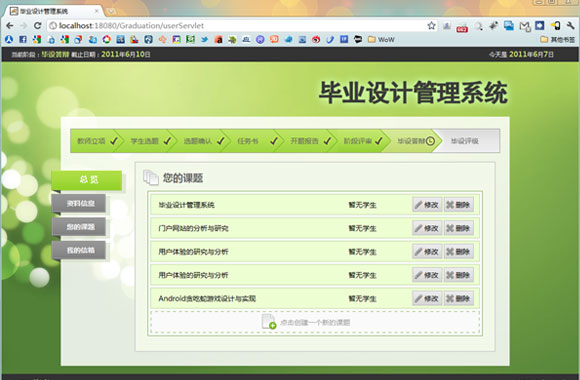 毕业设计管理系统
localhost:18080/Graduation/userServlet
662
WoW
其他书签
当前阶段：毕设答辩 截止日期：2011年6月10日
今天是 2011年6月7日
毕业设计管理系统
教师立项 学生选题 选题确认 任务书 开题报告 阶段评审 毕设答辩 毕设评级
总 览
资料信息
您的课题
我的信箱
您的课题
毕业设计管理系统 暂无学生 修改 删除
门户网站的分析与研究 暂无学生 修改 删除
用户体验的研究与分析 暂无学生 修改 删除
用户体验的研究与分析 暂无学生 修改 删除
Android贪吃蛇游戏设计与实现 暂无学生 修改 删除
点击创建一个新的课题